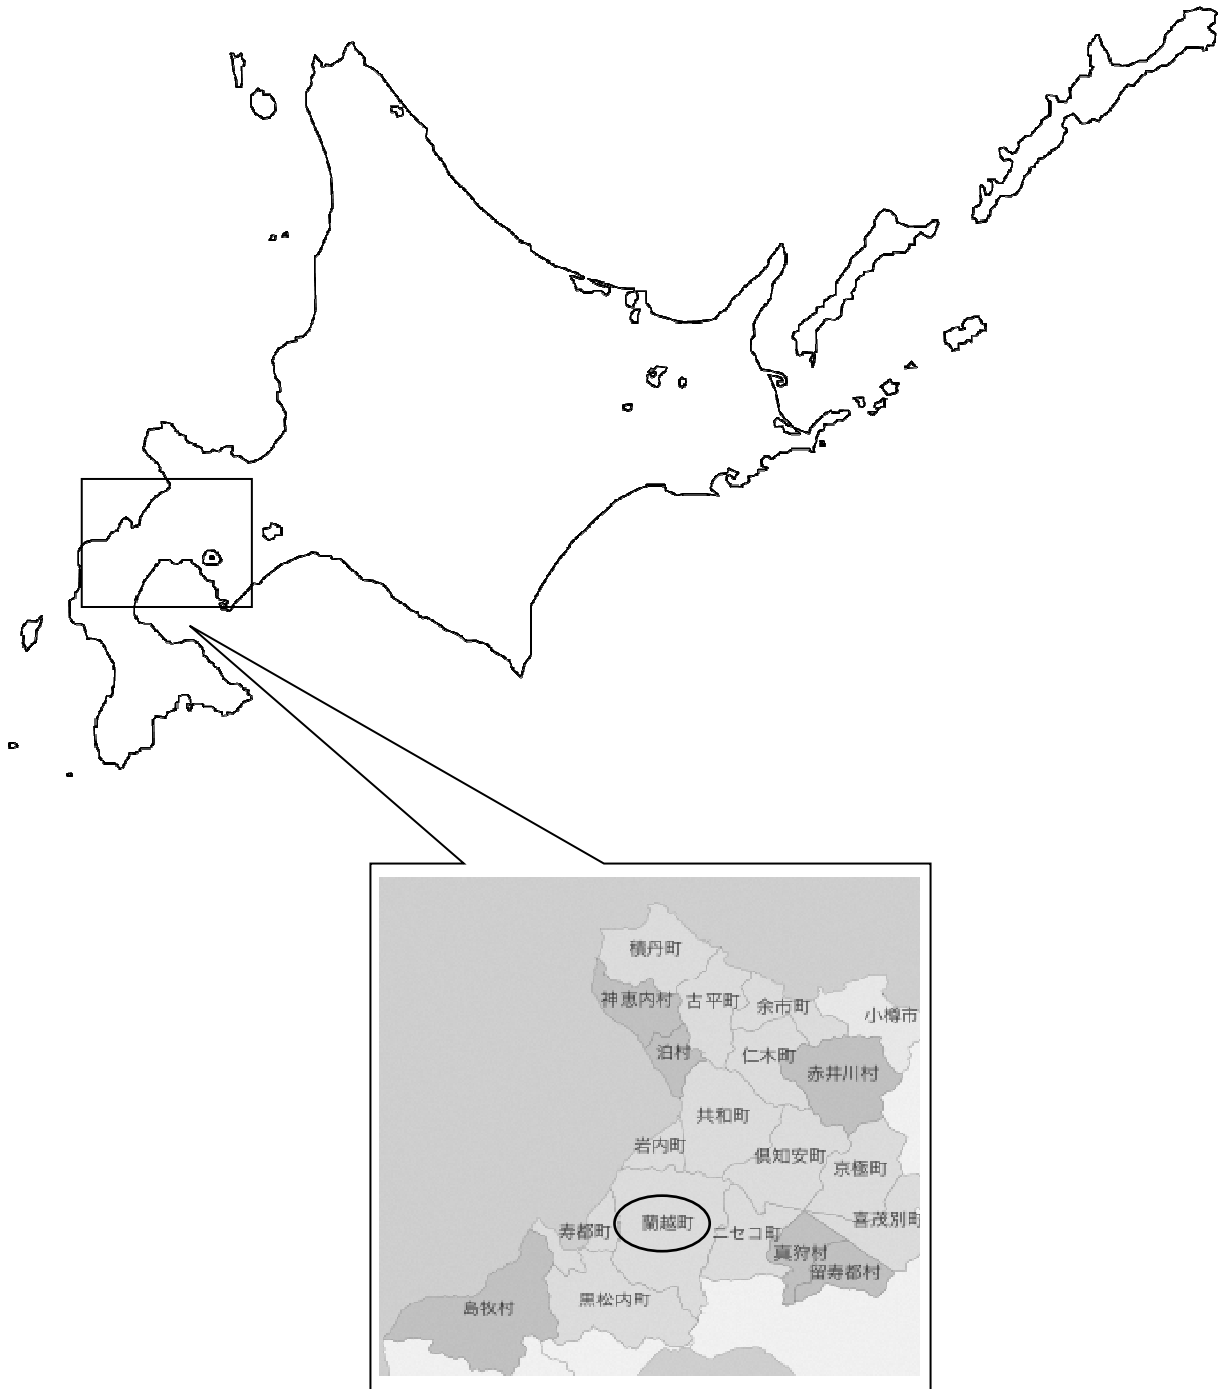 積丹町
神恵内村
古平町
余市町
小樽市
泊村
仁木町
赤井川村
共和町
岩内町
倶知安町
京極町
蘭越町
寿都町
ニセコ町
喜茂別町
真狩村
留寿都村
島牧村
黒松内町